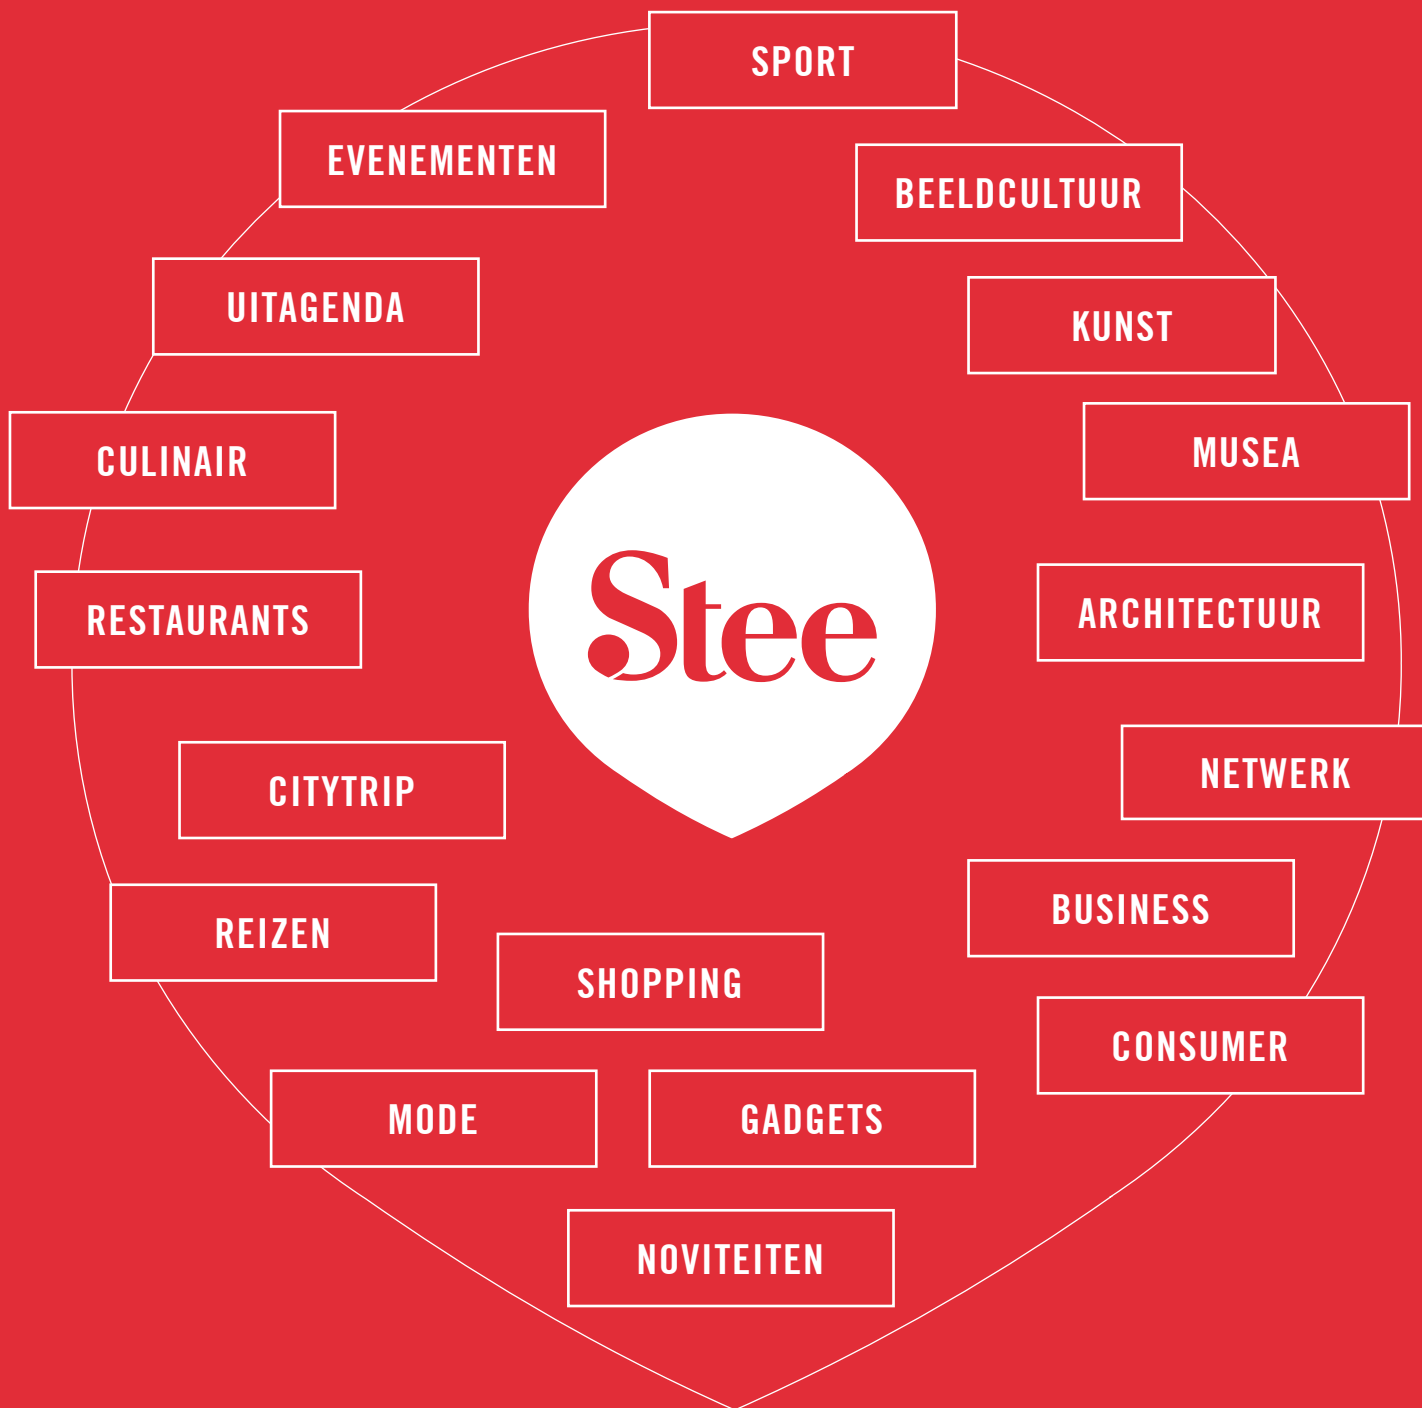 SPORT
EVENEMENTEN
BEELDCULTUUR
UITAGENDA
KUNST
CULINAIR
MUSEA
Stee
RESTAURANTS
ARCHITECTUUR
CITYTRIP
NETWERK
REIZEN
BUSINESS
SHOPPING
CONSUMER
MODE
GADGETS
NOVITEITEN